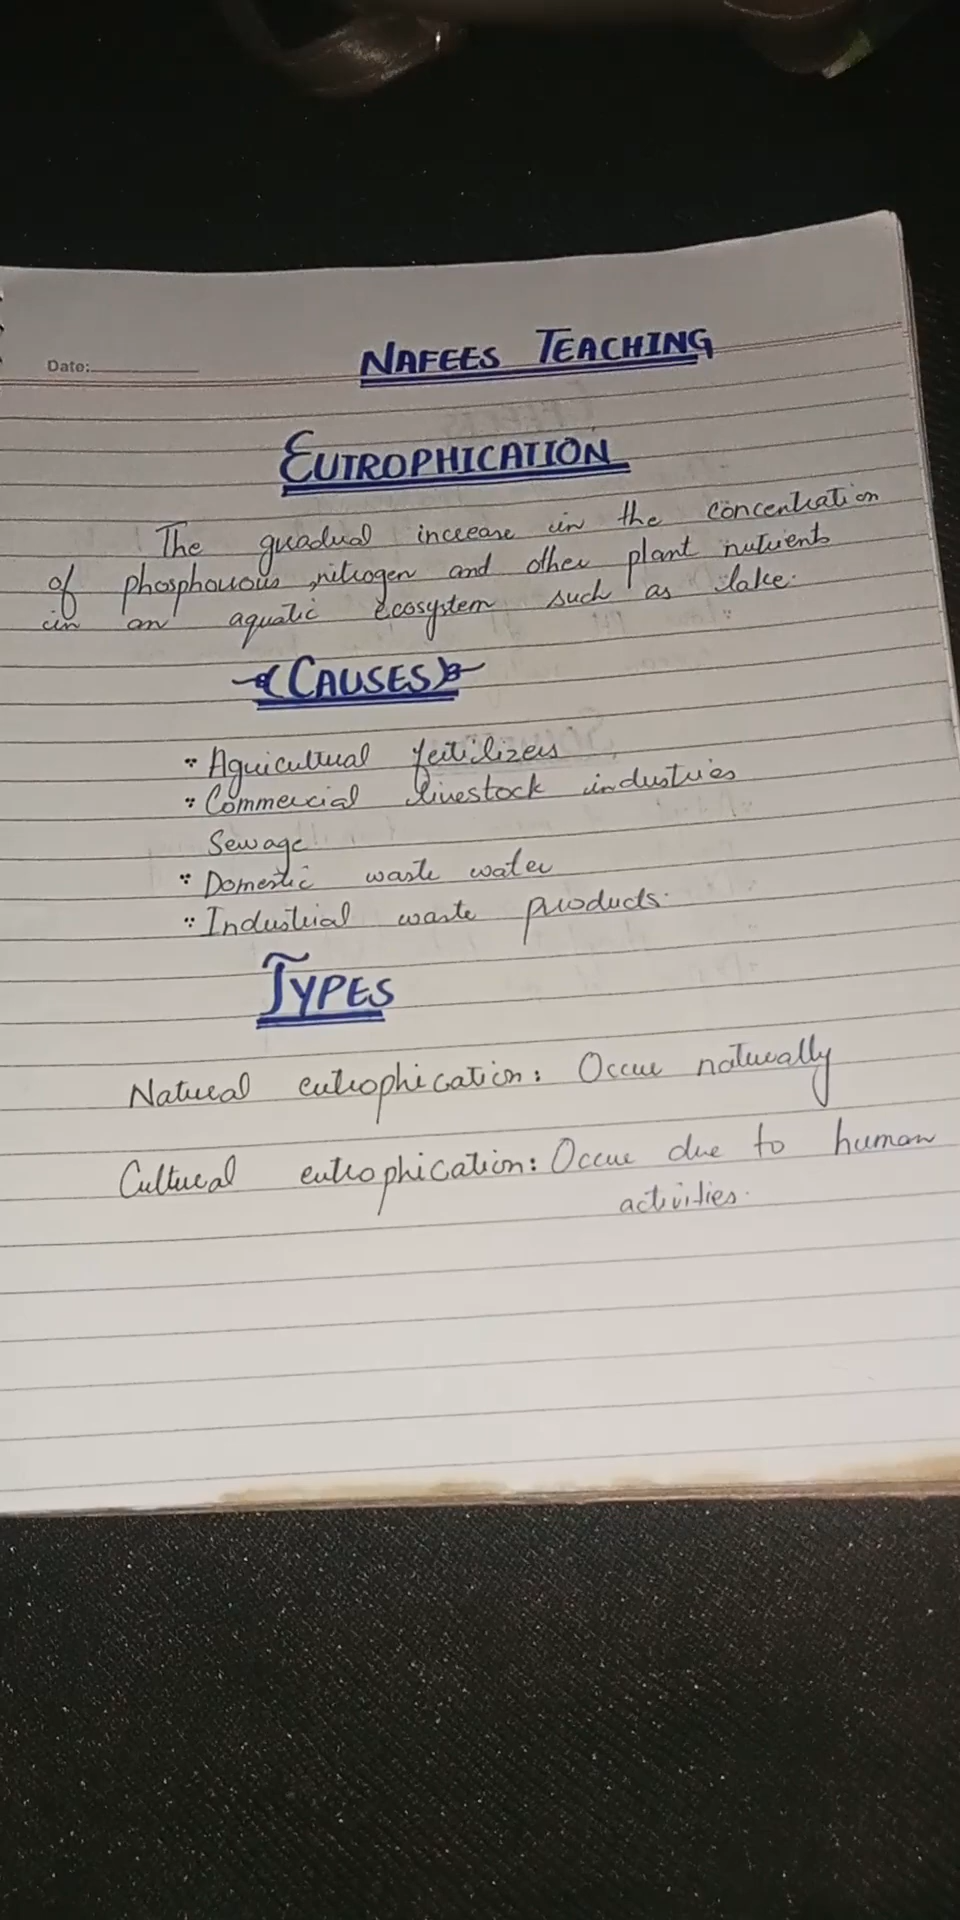 Date:
NAFEES TEACHING
EUTROPHICATION
The gradual increase in the concentration
of phosphorous, nitrogen and other plant nutrients
in an aquatic ecosystem such as lake.
CAUSES
Agricultural fertilizers
Commercial livestock industries
Sewage
Domestic waste water
Industrial waste products.
TYPES
Natural eutrophication: Occur naturally
Cultural eutrophication: Occur due to human
activities.